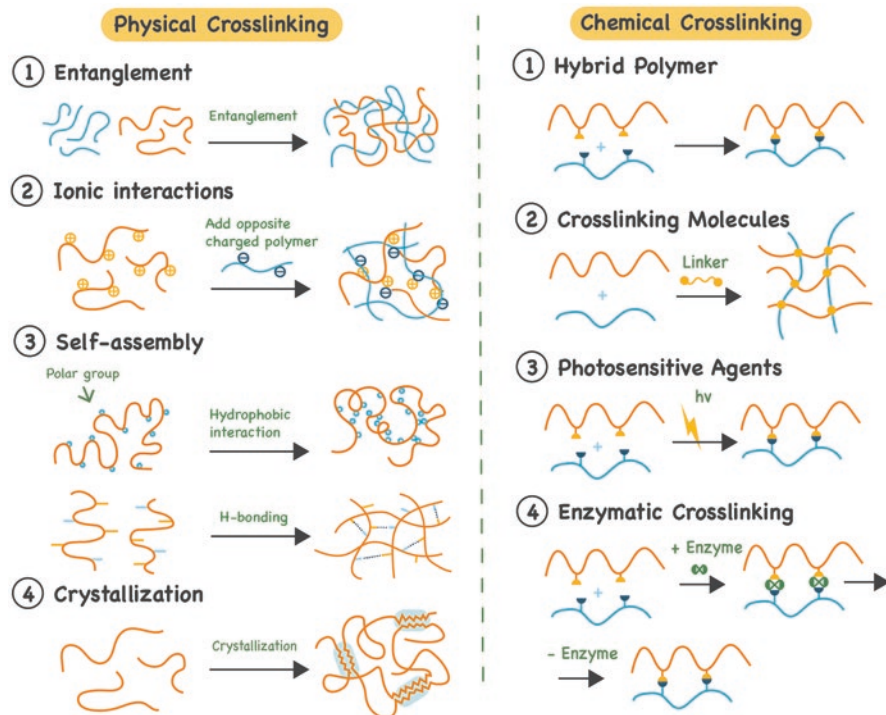 Physical Crosslinking
1 Entanglement
Entanglement
2 Ionic interactions
Add opposite
charged polymer
3 Self-assembly
Polar group
Hydrophobic
interaction
H-bonding
4 Crystallization
Crystallization
Chemical Crosslinking
1 Hybrid Polymer
+
2 Crosslinking Molecules
Linker
+
3 Photosensitive Agents
hv
+
4 Enzymatic Crosslinking
+ Enzyme
+
- Enzyme